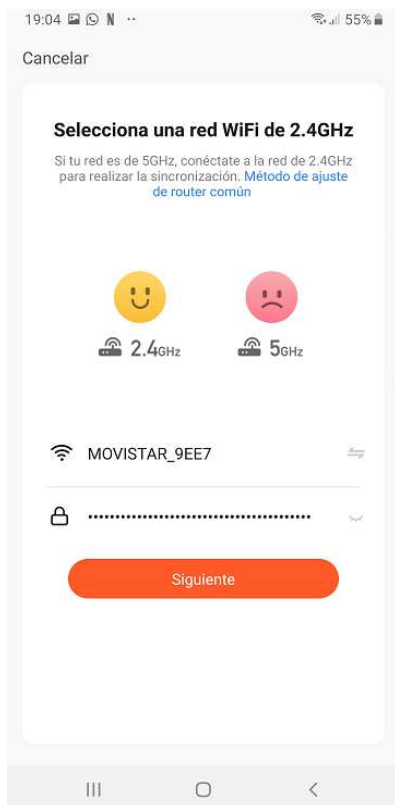 19:04 N
55%
Cancelar
Selecciona una red WiFi de 2.4GHz
Si tu red es de 5GHz, conéctate a la red de 2.4GHz
para realizar la sincronización. Método de ajuste
de router común
2.4GHz 5GHz
MOVISTAR_9EE7
••••••••••••••••••••••••••••••••••••••••
Siguiente